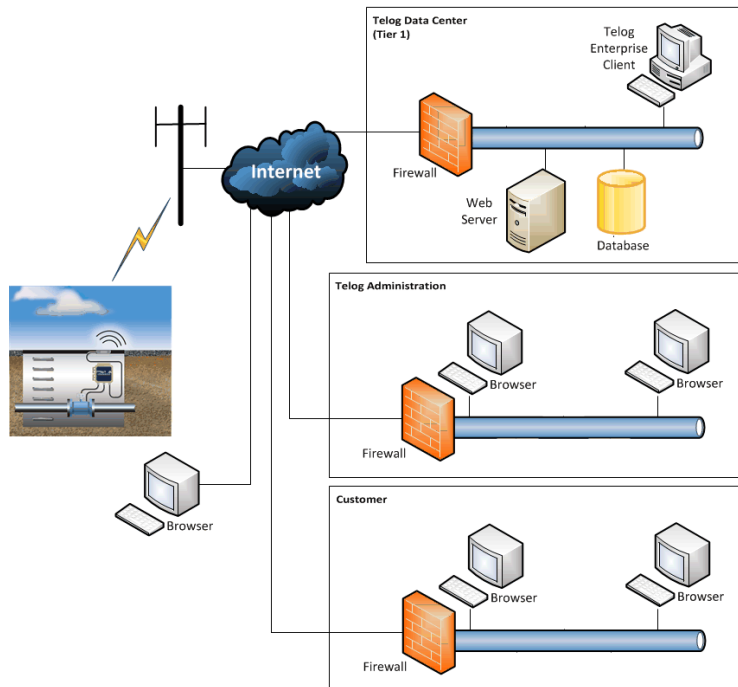 Telog Data Center
(Tier 1)
Telog
Enterprise
Client
Internet
Firewall
Web
Server
Database
Telog Administration
Browser
Browser
Firewall
Browser
Customer
Browser
Browser
Firewall